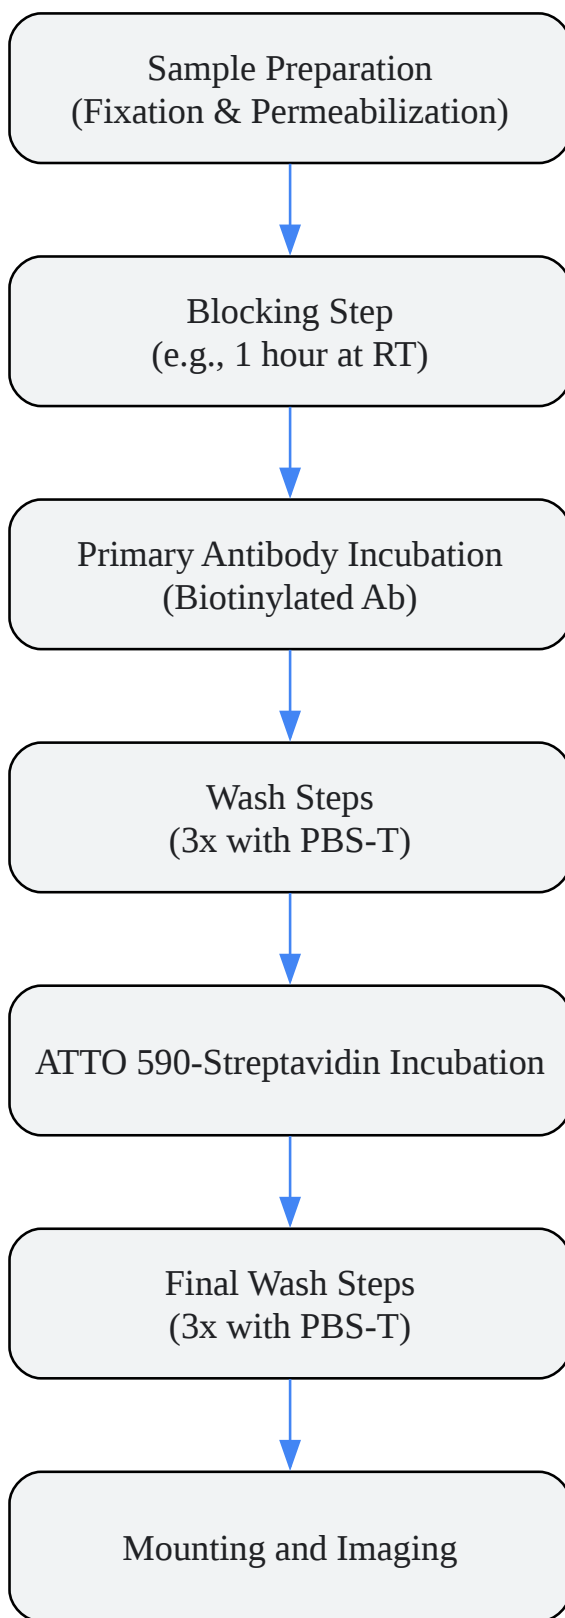 Sample Preparation
(Fixation & Permeabilization)
Blocking Step
(e.g., 1 hour at RT)
Primary Antibody Incubation
(Biotinylated Ab)
Wash Steps
(3x with PBS-T)
ATTO 590-Streptavidin Incubation
Final Wash Steps
(3x with PBS-T)
Mounting and Imaging